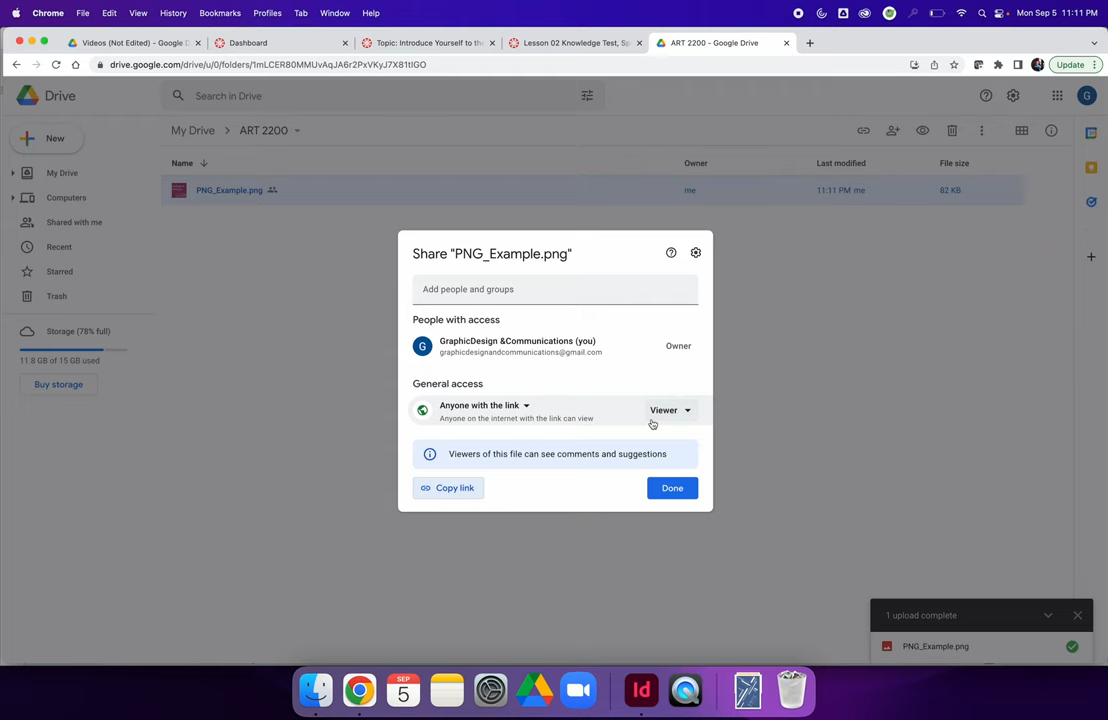 Chrome File Edit View History Bookmarks Profiles Tab Window Help Mon Sep 5 11:11 PM
Videos (Not Edited) - Google D Dashboard Topic: Introduce Yourself to the Lesson 02 Knowledge Test, Sp ART 2200 - Google Drive
drive.google.com/drive/u/0/folders/1mLCER80MMUvAqJA6r2PxVKyJ7X81tIGO Update
Drive Search in Drive G
New My Drive ART 2200
Name Owner Last modified File size
My Drive
PNG_Example.png me 11:11 PM me 82 KB
Computers
Shared with me
Recent
Starred
Trash
Storage (78% full)
11.8 GB of 15 GB used
Buy storage
Share "PNG_Example.png"
Add people and groups
People with access
G GraphicDesign &Communications (you) Owner
graphicdesignandcommunications@gmail.com
General access
Anyone with the link Viewer
Anyone on the internet with the link can view
Viewers of this file can see comments and suggestions
Copy link Done
1 upload complete
PNG_Example.png
SEP
5
Id